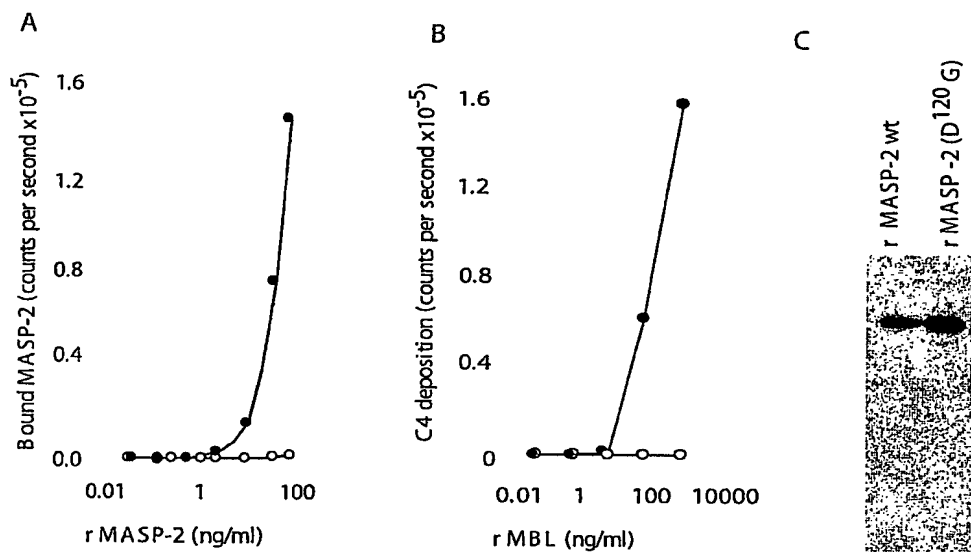 A
Bound MASP-2 (counts per second x10⁻⁵)
1.6
1.2
0.8
0.4
0.0
0.01 1 100
r MASP-2 (ng/ml)
B
C4 deposition (counts per second x10⁻⁵)
1.6
1.2
0.8
0.4
0
0.01 1 100 10000
r MBL (ng/ml)
C
r MASP-2 wt
r MASP-2 (D¹²⁰ G)